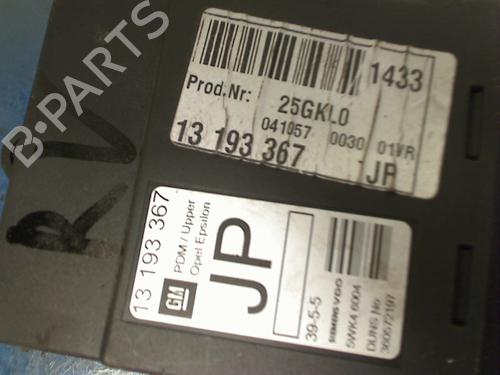 B-PARTS
RV
1433
Prod.Nr: 25GKL0
041057 0030 01WR
13 193 367 JP
13 193 367
GM
PDM / Upper
Opel Epsilon
JP
39-5-5
SIEMENS VDO
5WK4 6004
DUNS No
360572197